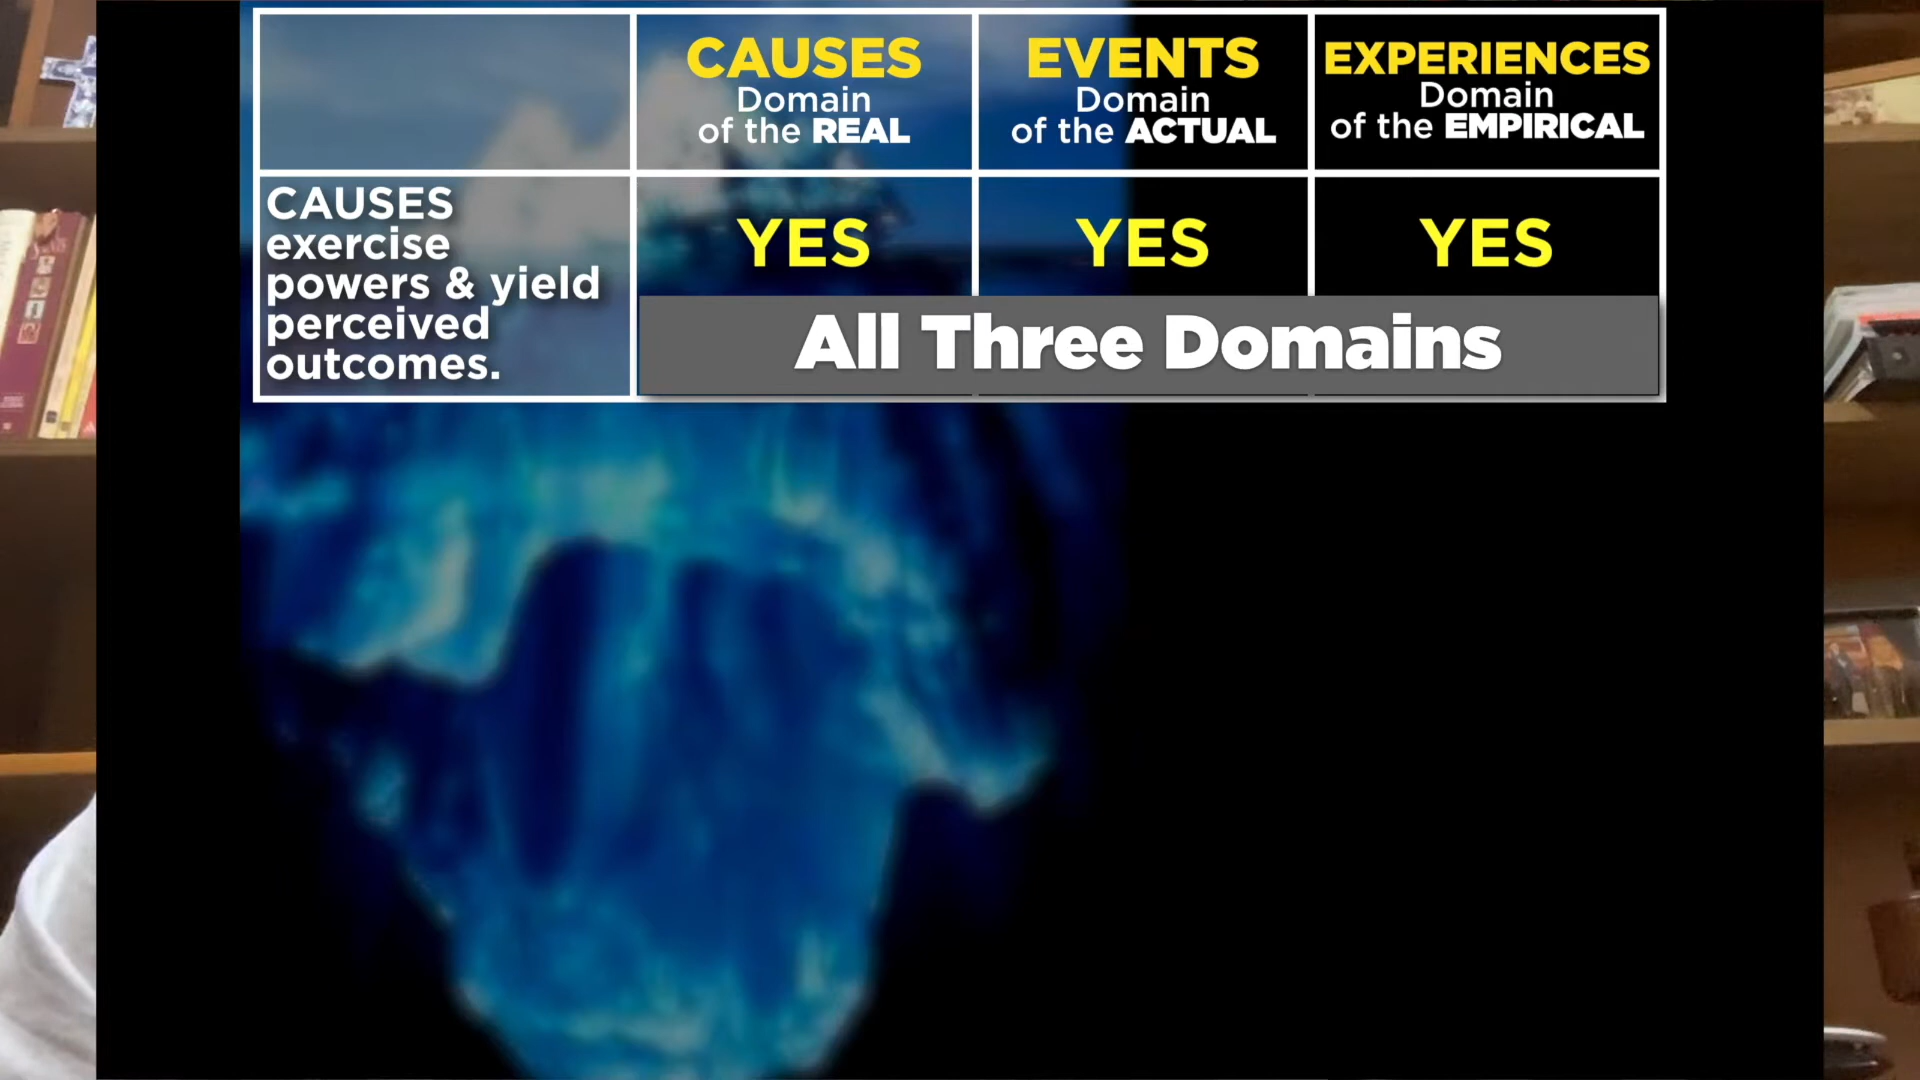 CAUSES
Domain
of the REAL
EVENTS
Domain
of the ACTUAL
EXPERIENCES
Domain
of the EMPIRICAL
CAUSES
exercise
powers & yield
perceived
outcomes.
YES
YES
YES
All Three Domains